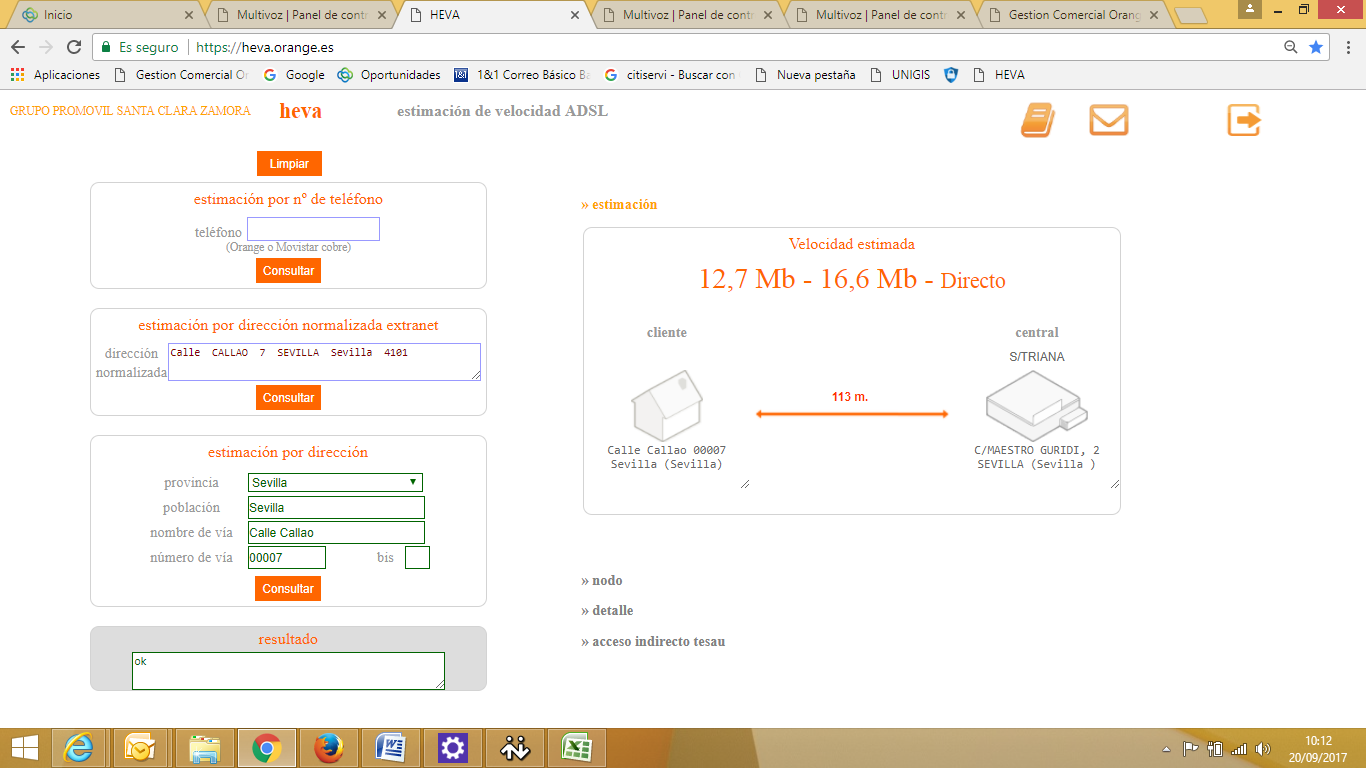 Inicio
Multivoz | Panel de contr
HEVA
Multivoz | Panel de contr
Multivoz | Panel de contr
Gestion Comercial Orang
Es seguro
https://heva.orange.es
Aplicaciones
Gestion Comercial Or
Google
Oportunidades
1&1 Correo Básico Ba
citiservi - Buscar con
Nueva pestaña
UNIGIS
HEVA
GRUPO PROMOVIL SANTA CLARA ZAMORA
heva
estimación de velocidad ADSL
Limpiar
estimación por nº de teléfono
teléfono
(Orange o Movistar cobre)
Consultar
estimación por dirección normalizada extranet
dirección normalizada
Calle CALLAO 7 SEVILLA Sevilla 4101
Consultar
estimación por dirección
provincia
Sevilla
población
Sevilla
nombre de vía
Calle Callao
número de vía
00007
bis
Consultar
resultado
ok
» estimación
Velocidad estimada
12,7 Mb - 16,6 Mb - Directo
cliente
central
S/TRIANA
113 m.
Calle Callao 00007
Sevilla (Sevilla)
C/MAESTRO GURIDI, 2
SEVILLA (Sevilla )
» nodo
» detalle
» acceso indirecto tesau
10:12
20/09/2017